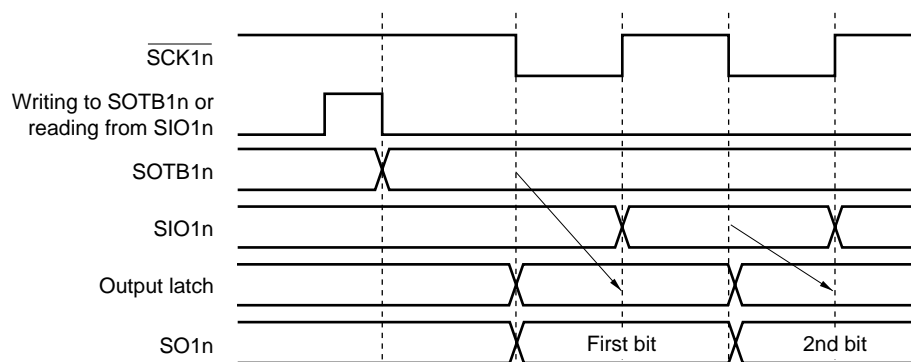 SCK1n
Writing to SOTB1n or
reading from SIO1n
SOTB1n
SIO1n
Output latch
SO1n
First bit
2nd bit